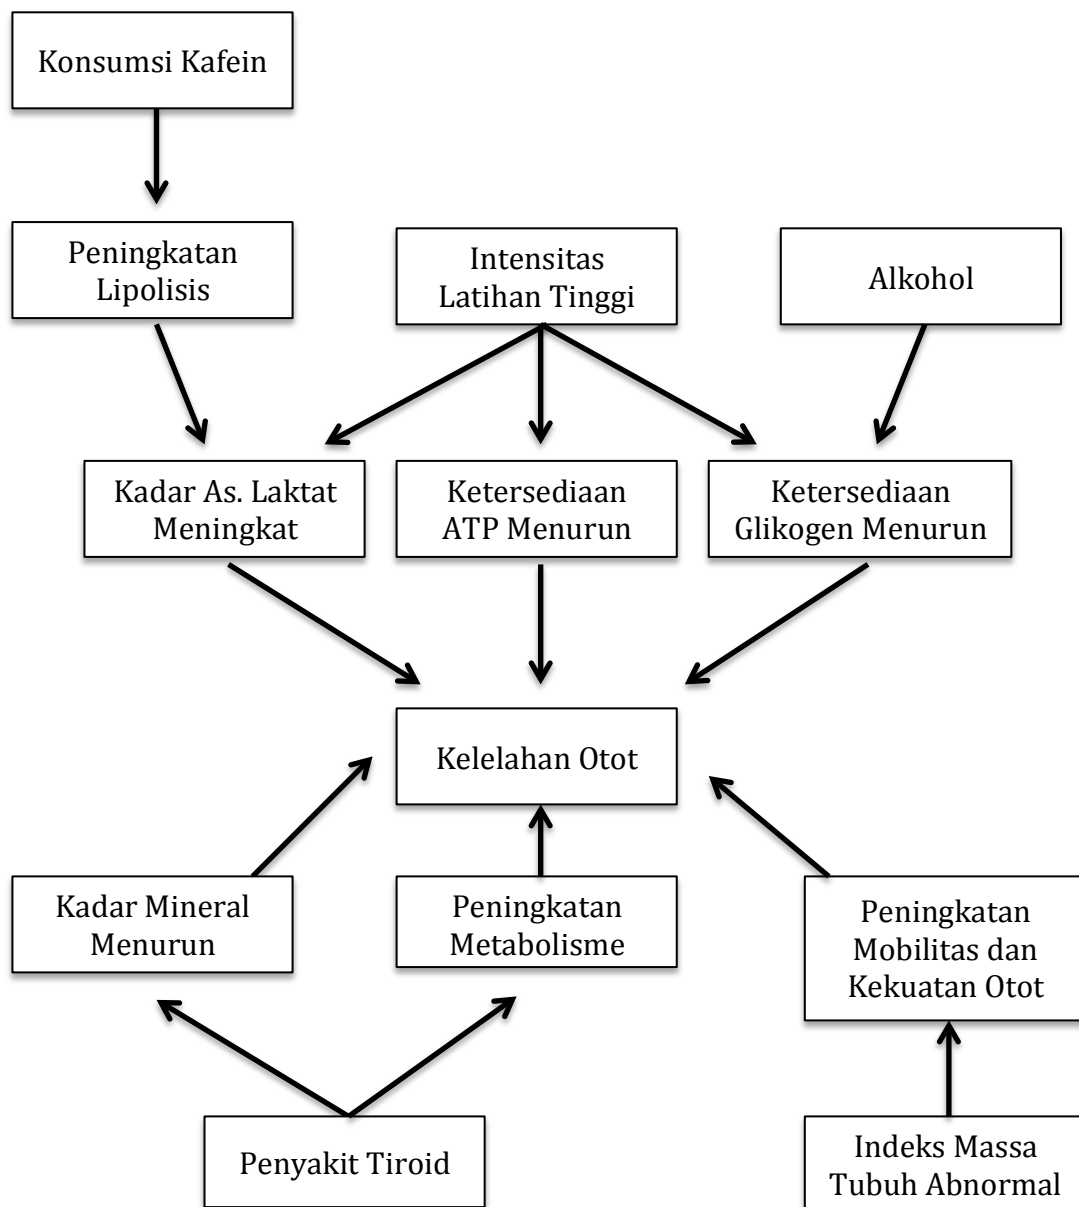 Konsumsi Kafein
Peningkatan
Lipolisis
Intensitas
Latihan Tinggi
Alkohol
Kadar As. Laktat
Meningkat
Ketersediaan
ATP Menurun
Ketersediaan
Glikogen Menurun
Kelelahan Otot
Kadar Mineral
Menurun
Peningkatan
Metabolisme
Peningkatan
Mobilitas dan
Kekuatan Otot
Penyakit Tiroid
Indeks Massa
Tubuh Abnormal